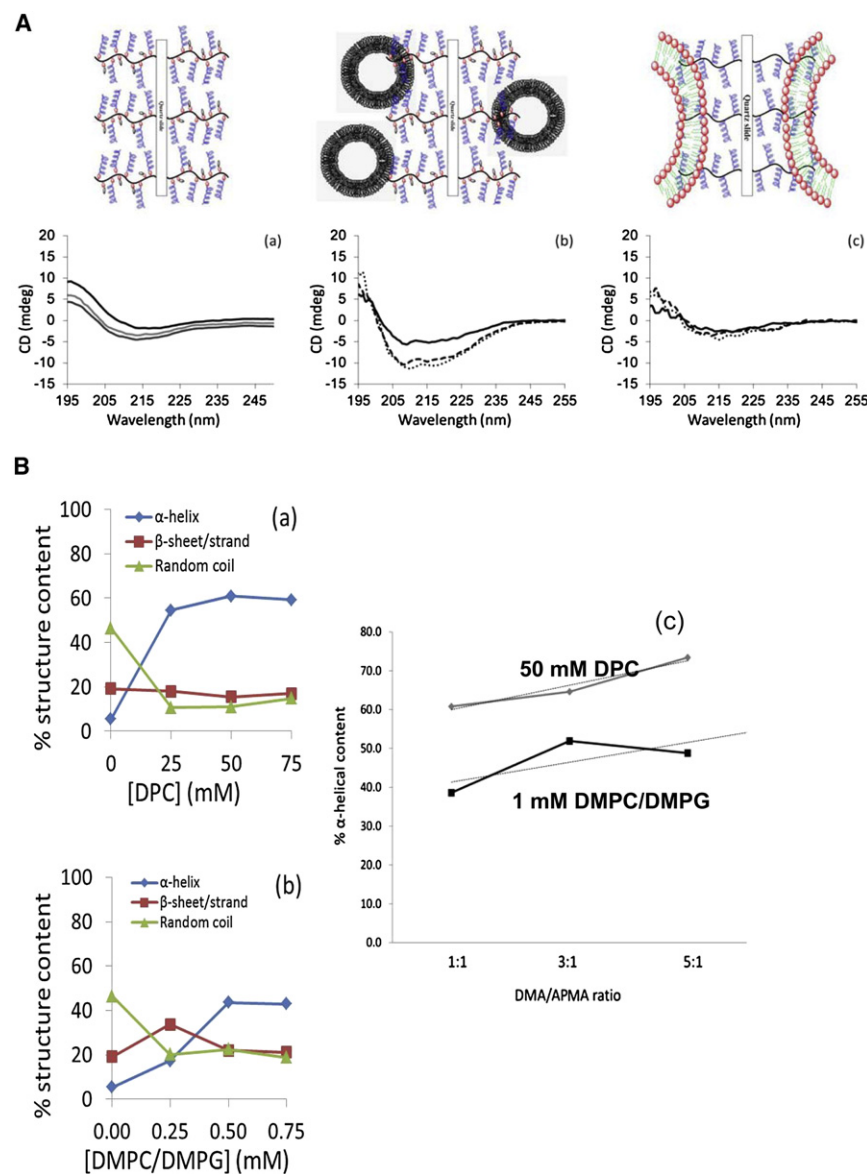 A
Quartz slide
Quartz slide
Quartz slide
(a)
20
15
10
5
0
-5
-10
-15
CD (mdeg)
195 205 215 225 235 245
Wavelength (nm)
(b)
20
15
10
5
0
-5
-10
-15
CD (mdeg)
195 205 215 225 235 245 255
Wavelength (nm)
(c)
20
15
10
5
0
-5
-10
-15
CD (mdeg)
195 205 215 225 235 245 255
Wavelength (nm)
B
(a)
α-helix
β-sheet/strand
Random coil
100
80
60
40
20
0
% structure content
0 25 50 75
[DPC] (mM)
(b)
α-helix
β-sheet/strand
Random coil
100
80
60
40
20
0
% structure content
0.00 0.25 0.50 0.75
[DMPC/DMPG] (mM)
(c)
80.0
70.0
60.0
50.0
40.0
30.0
20.0
10.0
0.0
% α-helical content
50 mM DPC
1 mM DMPC/DMPG
1:1 3:1 5:1
DMA/APMA ratio